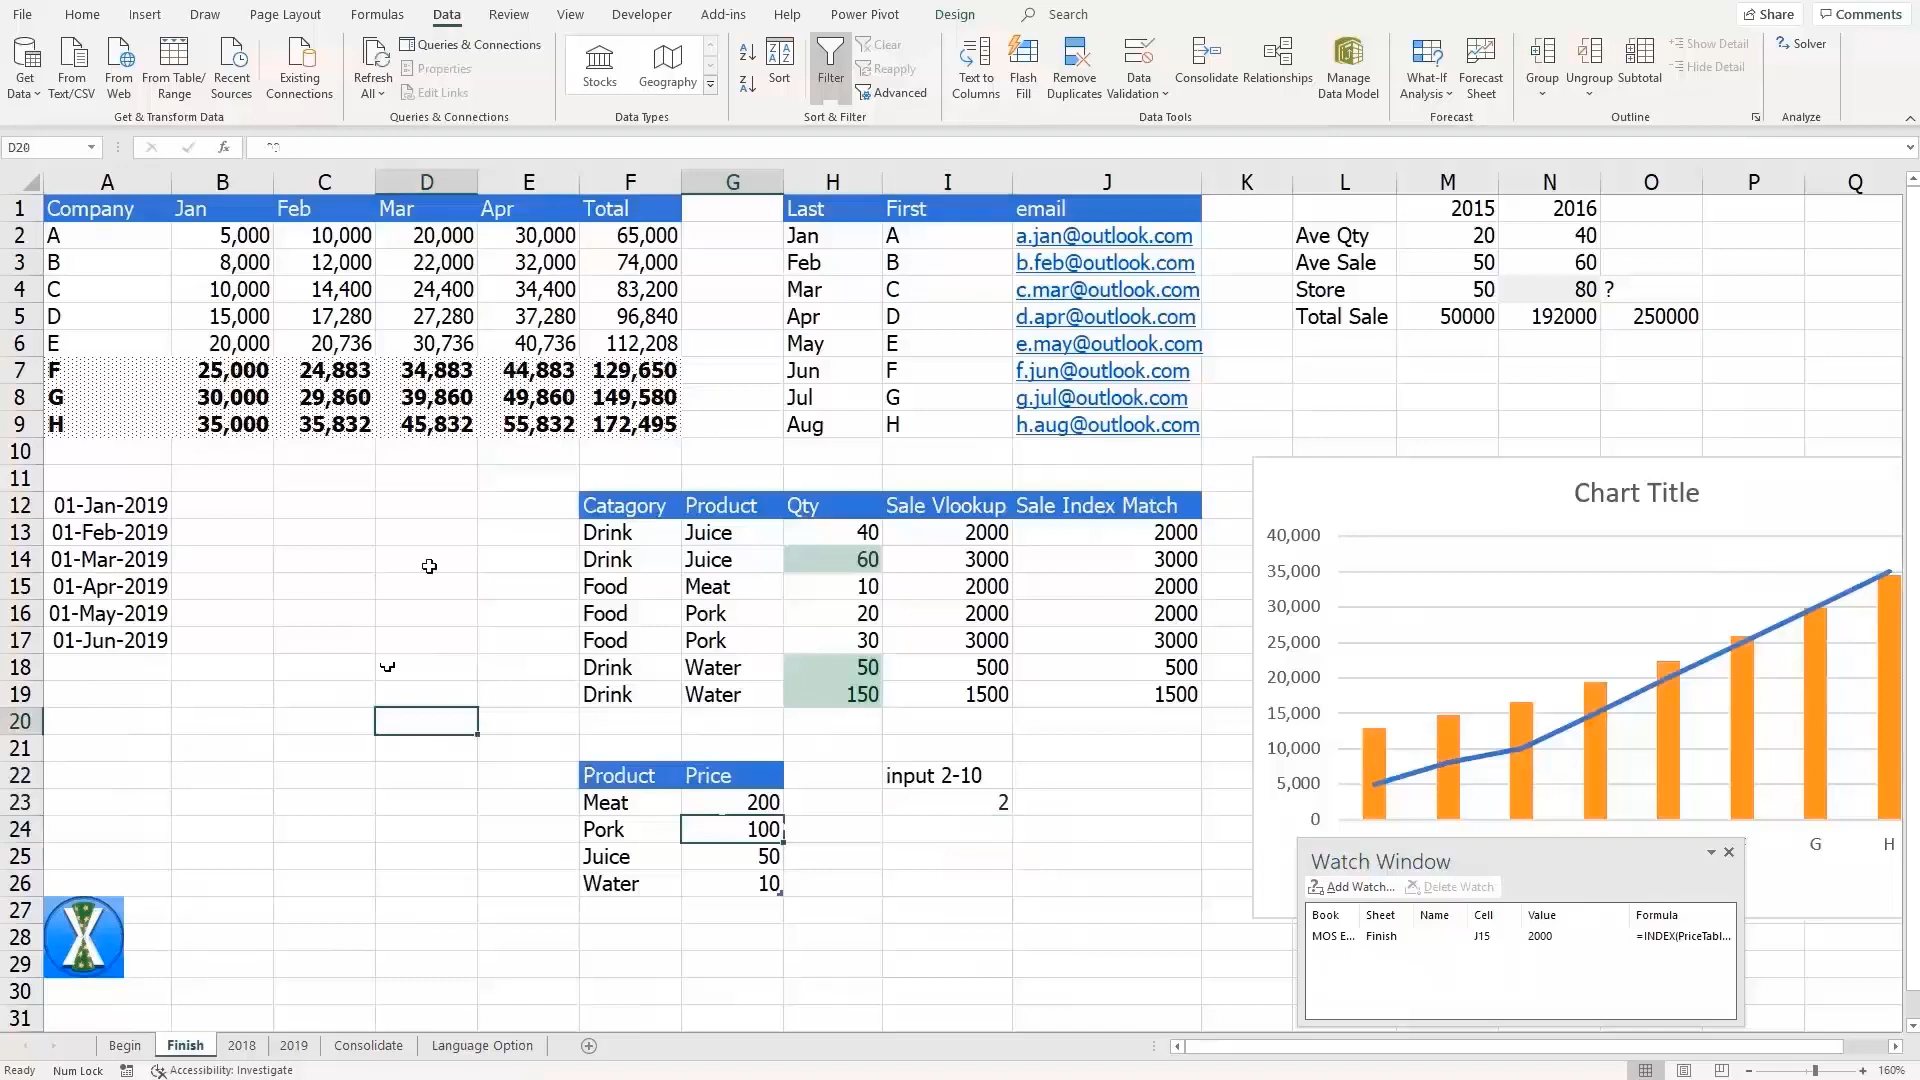 File Home Insert Draw Page Layout Formulas Data Review View Developer Add-ins Help Power Pivot Design Search Share Comments
Get Data From Text/CSV From Web From Table/ Range Recent Sources Existing Connections
Refresh All Queries & Connections Properties Edit Links
Stocks Geography
Sort Filter Clear Reapply Advanced
Text to Columns Flash Fill Remove Duplicates Data Validation Consolidate Relationships Manage Data Model
What-If Analysis Forecast Sheet Group Ungroup Subtotal Show Detail Hide Detail Solver
Get & Transform Data Queries & Connections Data Types Sort & Filter Data Tools Forecast Outline Analyze
D20 fx
A B C D E F G H I J K L M N O P Q
1 Company Jan Feb Mar Apr Total Last First email 2015 2016
2 A 5,000 10,000 20,000 30,000 65,000 Jan A a.jan@outlook.com Ave Qty 20 40
3 B 8,000 12,000 22,000 32,000 74,000 Feb B b.feb@outlook.com Ave Sale 50 60
4 C 10,000 14,400 24,400 34,400 83,200 Mar C c.mar@outlook.com Store 50 80 ?
5 D 15,000 17,280 27,280 37,280 96,840 Apr D d.apr@outlook.com Total Sale 50000 192000 250000
6 E 20,000 20,736 30,736 40,736 112,208 May E e.may@outlook.com
7 F 25,000 24,883 34,883 44,883 129,650 Jun F f.jun@outlook.com
8 G 30,000 29,860 39,860 49,860 149,580 Jul G g.jul@outlook.com
9 H 35,000 35,832 45,832 55,832 172,495 Aug H h.aug@outlook.com
10
11
12 01-Jan-2019 Catagory Product Qty Sale Vlookup Sale Index Match
13 01-Feb-2019 Drink Juice 40 2000 2000
14 01-Mar-2019 Drink Juice 60 3000 3000
15 01-Apr-2019 Food Meat 10 2000 2000
16 01-May-2019 Food Pork 20 2000 2000
17 01-Jun-2019 Food Pork 30 3000 3000
18 Drink Water 50 500 500
19 Drink Water 150 1500 1500
20
21
22 Product Price input 2-10
23 Meat 200 2
24 Pork 100
25 Juice 50
26 Water 10
27
28
29
30
31
Chart Title
40,000
35,000
30,000
25,000
20,000
15,000
10,000
5,000
0
G H
Watch Window
Add Watch... Delete Watch
Book Sheet Name Cell Value Formula
MOS E... Finish J15 2000 =INDEX(PriceTabl...
Begin Finish 2018 2019 Consolidate Language Option
Ready Num Lock Accessibility: Investigate 160%